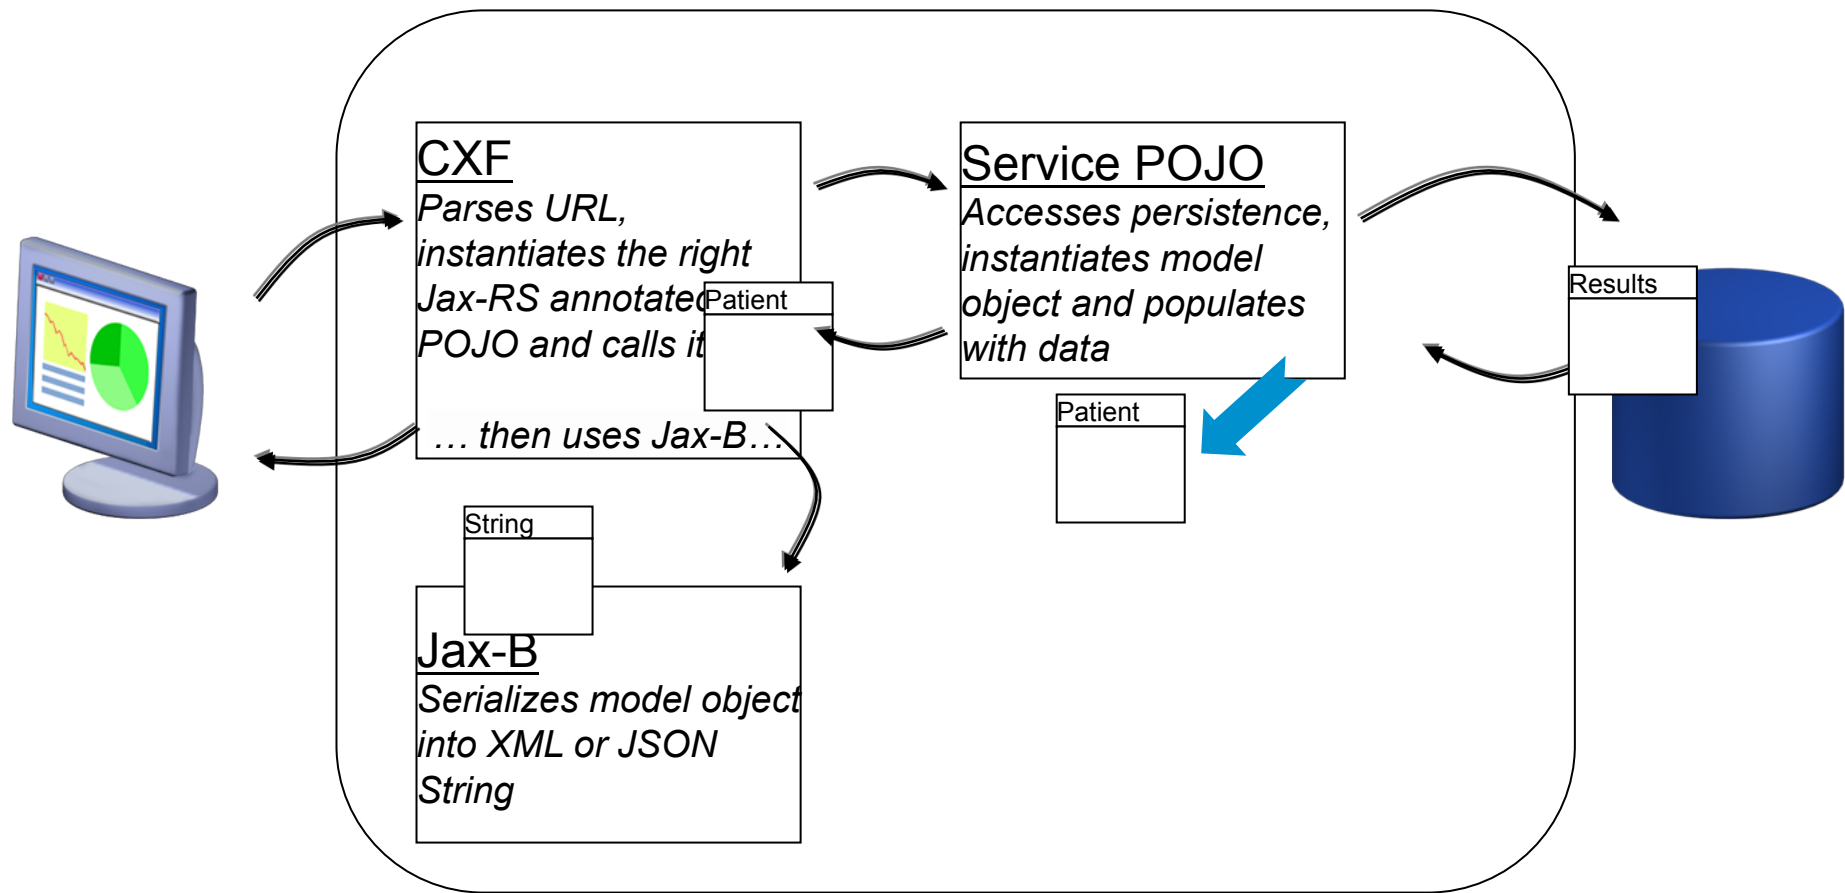 CXF
Parses URL,
instantiates the right
Jax-RS annotated
POJO and calls it
… then uses Jax-B…
Patient
Service POJO
Accesses persistence,
instantiates model
object and populates
with data
Patient
Results
String
Jax-B
Serializes model object
into XML or JSON
String